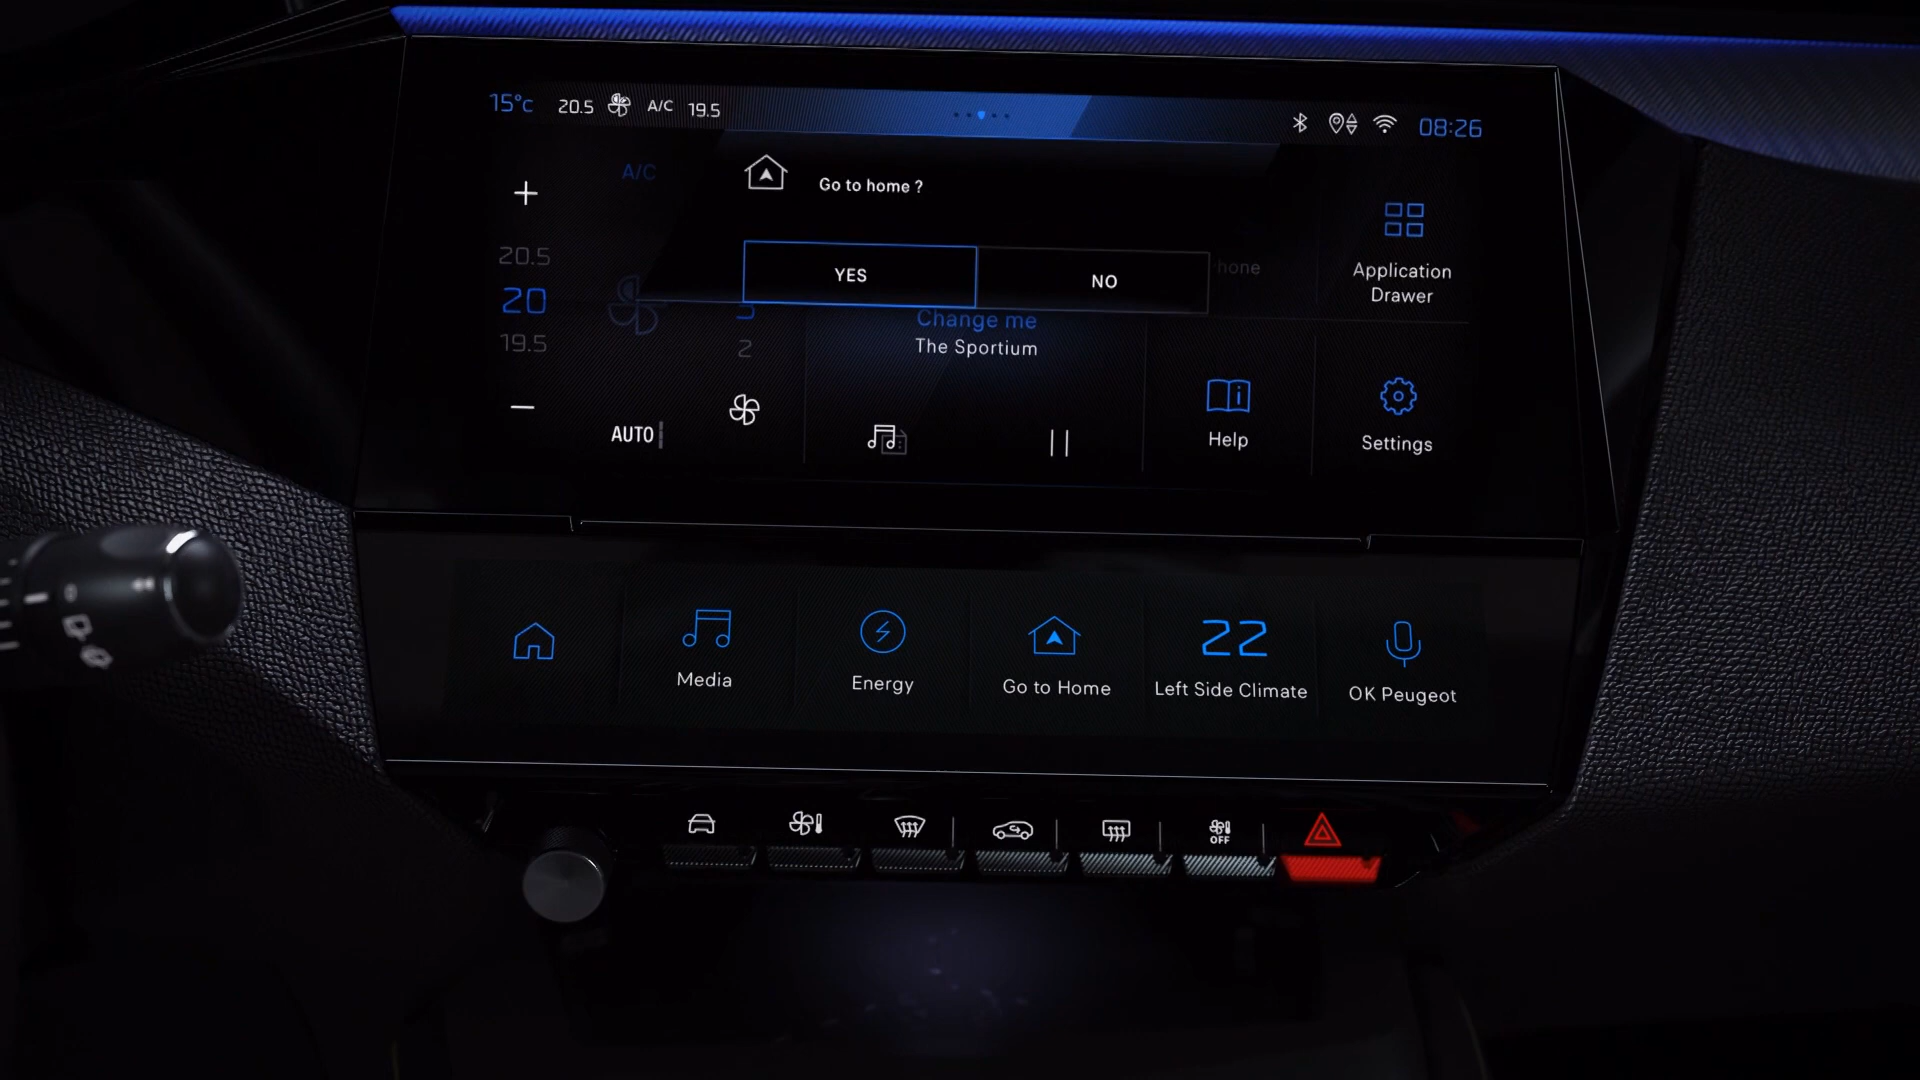 15°C 20.5 A/C 19.5 08:26
A/C
Go to home ?
20.5
YES
NO
hone
Application
Drawer
20
Change me
19.5
2
The Sportium
AUTO
Help
Settings
Media
Energy
Go to Home
22
Left Side Climate
OK Peugeot
OFF